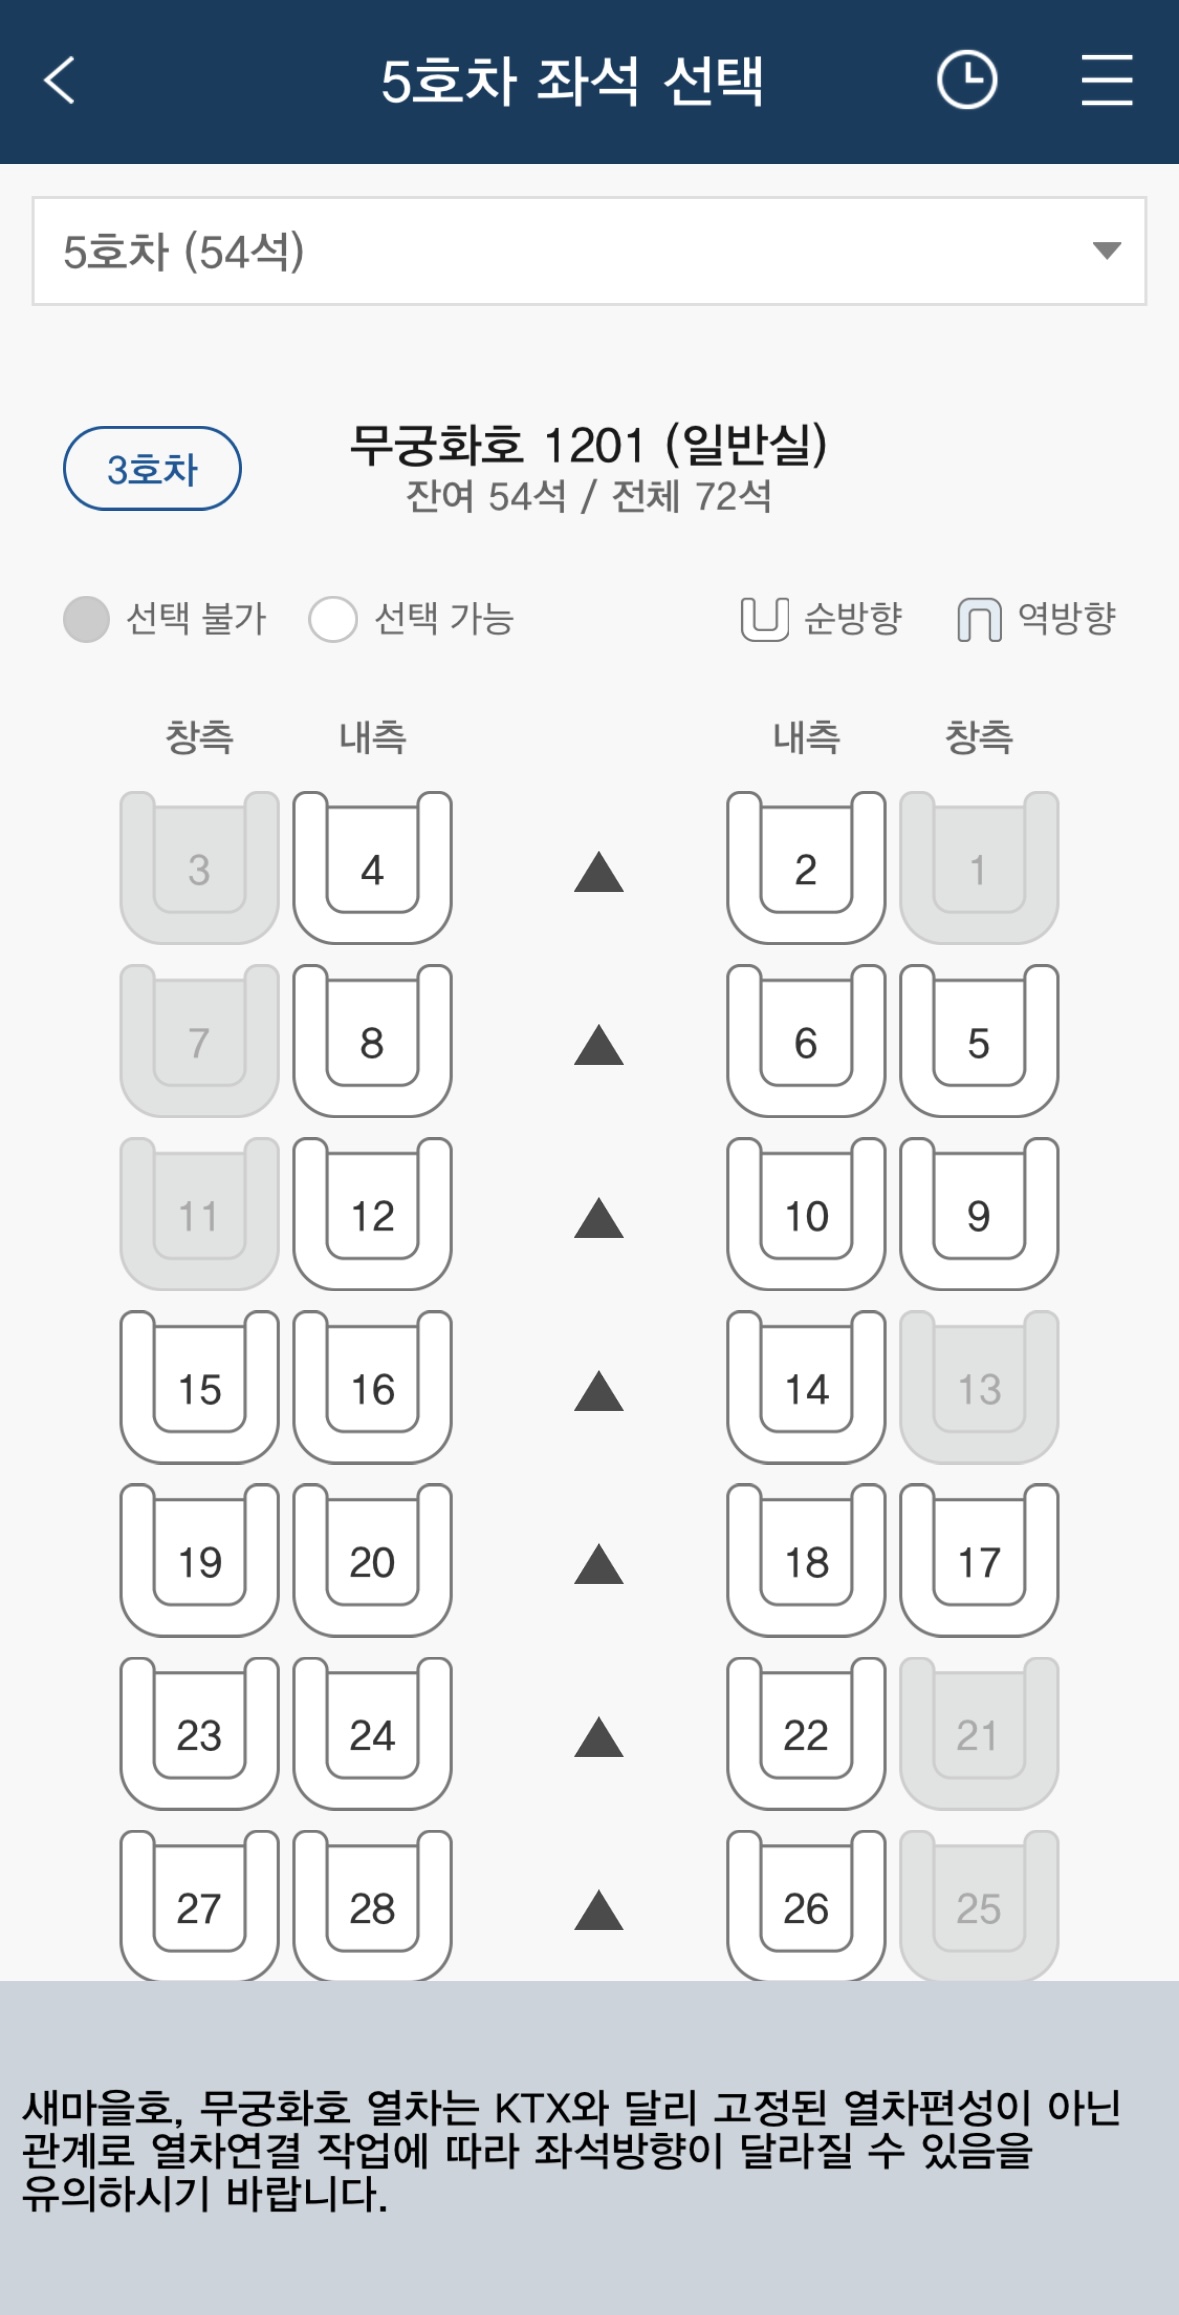 5호차 좌석 선택
5호차 (54석)
3호차
무궁화호 1201 (일반실)
잔여 54석 / 전체 72석
선택 불가 선택 가능 순방향 역방향
창측 내측 내측 창측
3 4 2 1
7 8 6 5
11 12 10 9
15 16 14 13
19 20 18 17
23 24 22 21
27 28 26 25
새마을호, 무궁화호 열차는 KTX와 달리 고정된 열차편성이 아닌
관계로 열차연결 작업에 따라 좌석방향이 달라질 수 있음을
유의하시기 바랍니다.